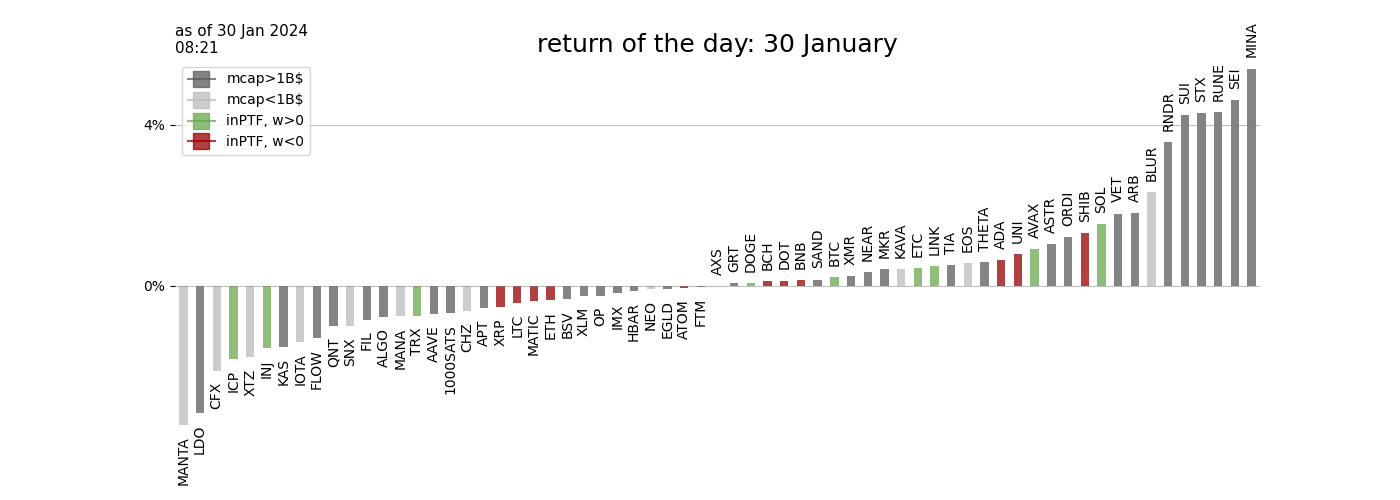 as of 30 Jan 2024
08:21
return of the day: 30 January
mcap>1B$
mcap<1B$
inPTF, w>0
inPTF, w<0
4%
0%
MANTA
LDO
CFX
ICP
XTZ
INJ
KAS
IOTA
FLOW
QNT
SNX
FIL
ALGO
MANA
TRX
AAVE
1000SATS
CHZ
APT
XRP
LTC
MATIC
ETH
BSV
XLM
OP
IMX
HBAR
NEO
EGLD
ATOM
FTM
AXS
GRT
DOGE
BCH
DOT
BNB
SAND
BTC
XMR
NEAR
MKR
KAVA
ETC
LINK
TIA
EOS
THETA
ADA
UNI
AVAX
ASTR
ORDI
SHIB
SOL
VET
ARB
BLUR
RNDR
SUI
STX
RUNE
SEI
MINA